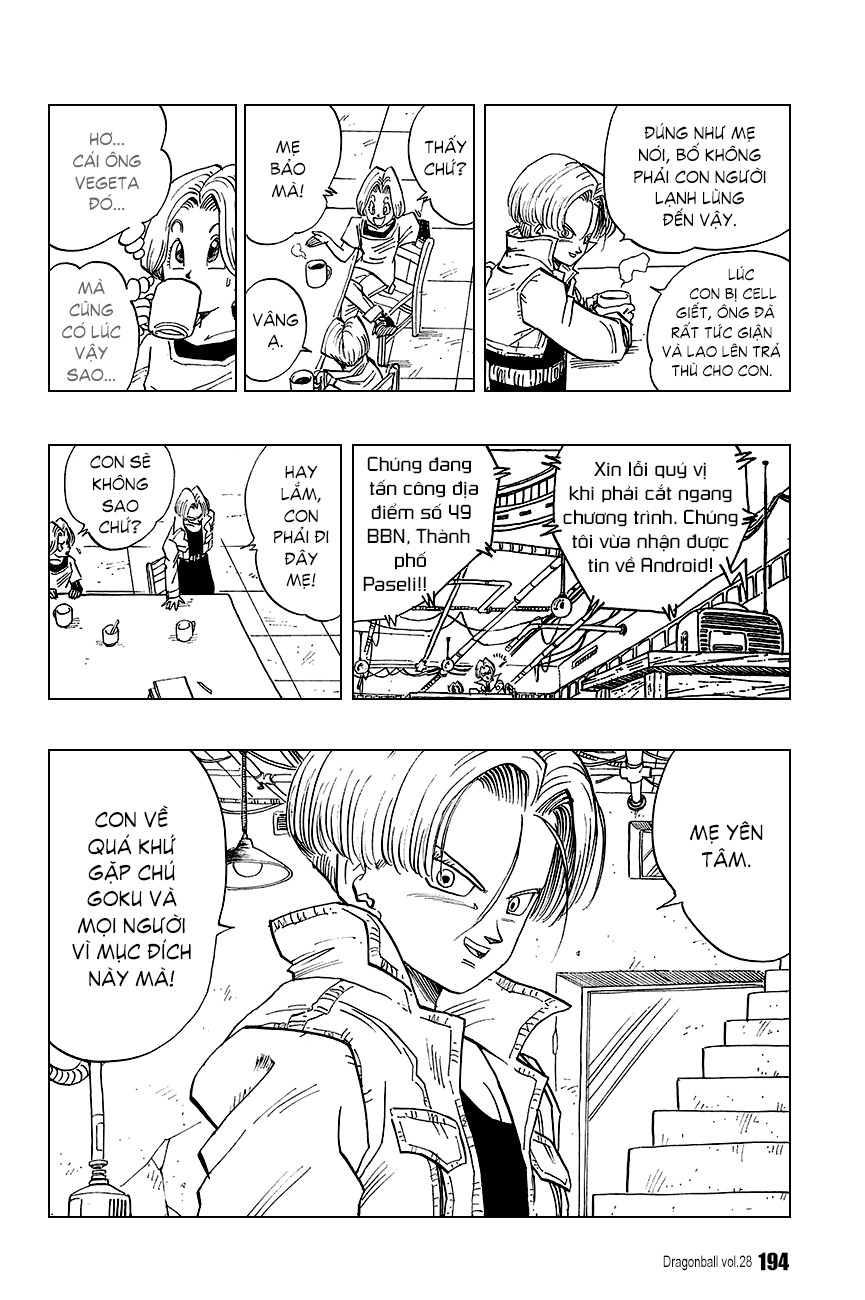 ĐÚNG NHƯ MẸ
NÓI, BỐ KHÔNG
PHẢI CON NGƯỜI
LẠNH LÙNG
ĐẾN VẬY.
LÚC
CON BỊ CELL
GIẾT, ÔNG ĐÃ
RẤT TỨC GIẬN
VÀ LAO LÊN TRẢ
THÙ CHO CON.
THẤY
CHỨ?
MẸ
BẢO
MÀ!
VÂNG
Ạ.
HƠ...
CÁI ÔNG
VEGETA
ĐÓ...
MÀ
CŨNG
CÓ LÚC
VẬY
SAO...
Xin lỗi quý vị
khi phải cắt ngang
chương trình. Chúng
tôi vừa nhận được
tin về Android!
Chúng đang
tấn công địa
điểm số 49
BBN, Thành
phố
Paseli!!
HAY
LẮM,
CON
PHẢI ĐI
ĐÂY
MẸ!
CON SẼ
KHÔNG
SAO
CHỨ?
MẸ YÊN
TÂM.
CON VỀ
QUÁ KHỨ
GẶP CHÚ
GOKU VÀ
MỌI NGƯỜI
VÌ MỤC ĐÍCH
NÀY MÀ!
Dragonball vol.28 194